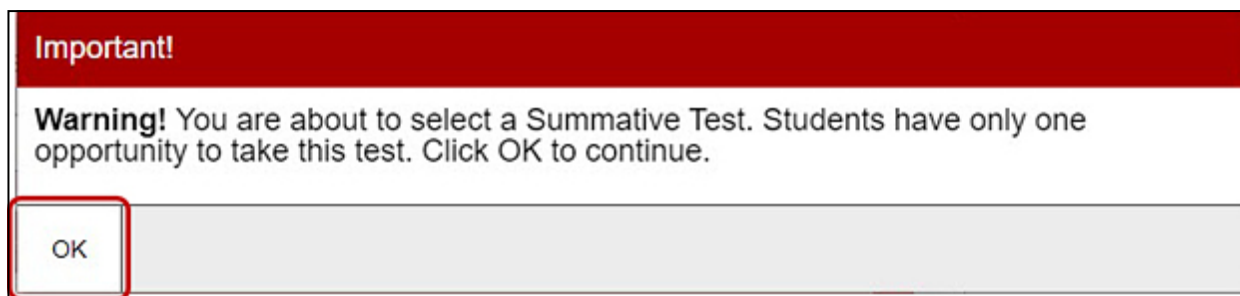 Important!
Warning! You are about to select a Summative Test. Students have only one
opportunity to take this test. Click OK to continue.
OK